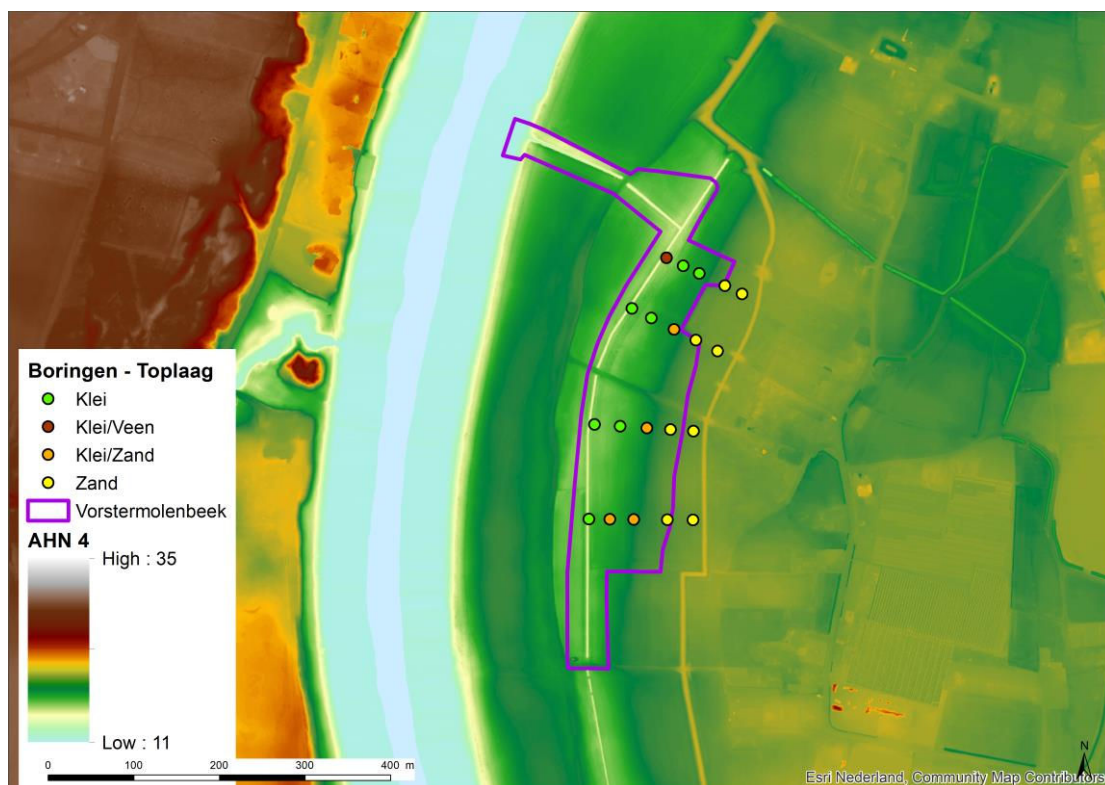 Boringen - Toplaag
Klei
Klei/Veen
Klei/Zand
Zand
Vorstermolenbeek
AHN 4
High : 35
Low : 11
0 100 200 400 m
N
Esri Nederland, Community Map Contributors